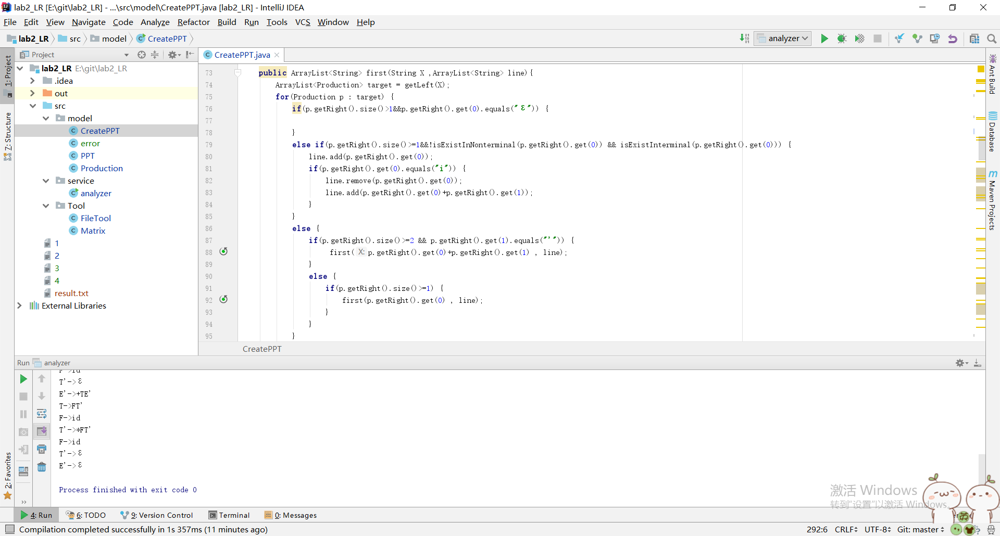 lab2_LR [E:\git\lab2_LR] - ...\src\model\CreatePPT.java [lab2_LR] - IntelliJ IDEA
File Edit View Navigate Code Analyze Refactor Build Run Tools VCS Window Help
lab2_LR src model CreatePPT analyzer
Project
CreatePPT.java
1: Project
7: Structure
2: Favorites
Ant Build
Database
Maven Projects
lab2_LR E:\git\lab2_LR
.idea
out
src
model
CreatePPT
error
PPT
Production
service
analyzer
Tool
FileTool
Matrix
1
2
3
4
result.txt
External Libraries
73 public ArrayList<String> first(String X ,ArrayList<String> line){
74 ArrayList<Production> target = getLeft(X);
75 for(Production p : target) {
76 if(p.getRight().size()>1&&p.getRight().get(0).equals("ε")) {
77
78 }
79 else if(p.getRight().size()>=1&&!isExistInNonterminal(p.getRight().get(0)) && isExistInterminal(p.getRight().get(0))) {
80 line.add(p.getRight().get(0));
81 if(p.getRight().get(0).equals("i")) {
82 line.remove(p.getRight().get(0));
83 line.add(p.getRight().get(0)+p.getRight().get(1));
84 }
85 }
86 else {
87 if(p.getRight().size()>=2 && p.getRight().get(1).equals("'")) {
88 first( X: p.getRight().get(0)+p.getRight().get(1) , line);
89 }
90 else {
91 if(p.getRight().size()>=1) {
92 first(p.getRight().get(0) , line);
93 }
94 }
95 }
CreatePPT
Run analyzer
F->id
T'->ε
E'->+TE'
T->FT'
F->id
T'->*FT'
F->id
T'->ε
E'->ε
Process finished with exit code 0
激活 Windows
转到"设置"以激活 Windows。
4: Run 6: TODO 9: Version Control Terminal 0: Messages
Compilation completed successfully in 1s 357ms (11 minutes ago) 292:6 CRLF UTF-8 Git: master